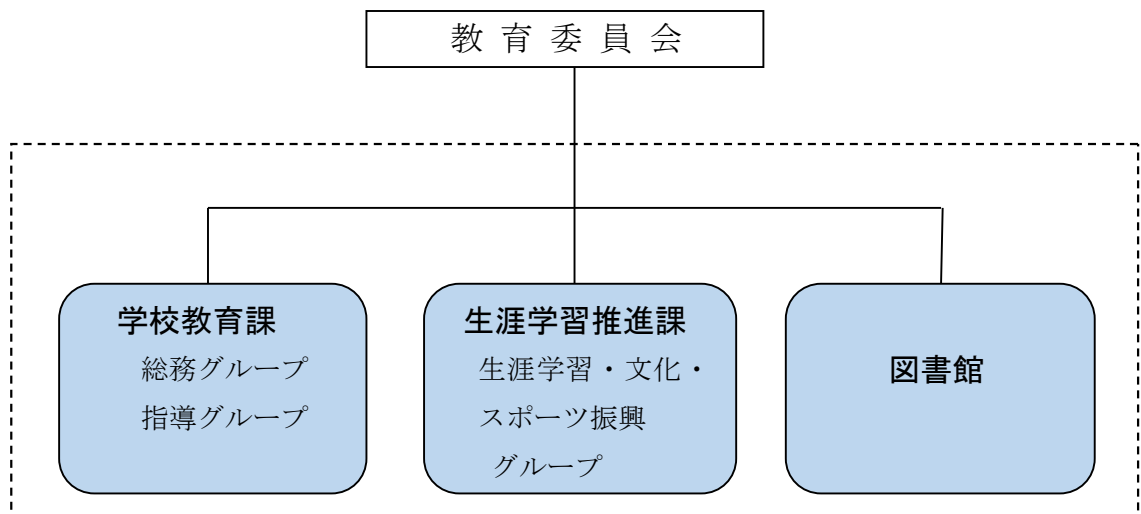 教育委員会
学校教育課
総務グループ
指導グループ
生涯学習推進課
生涯学習・文化・
スポーツ振興
グループ
図書館